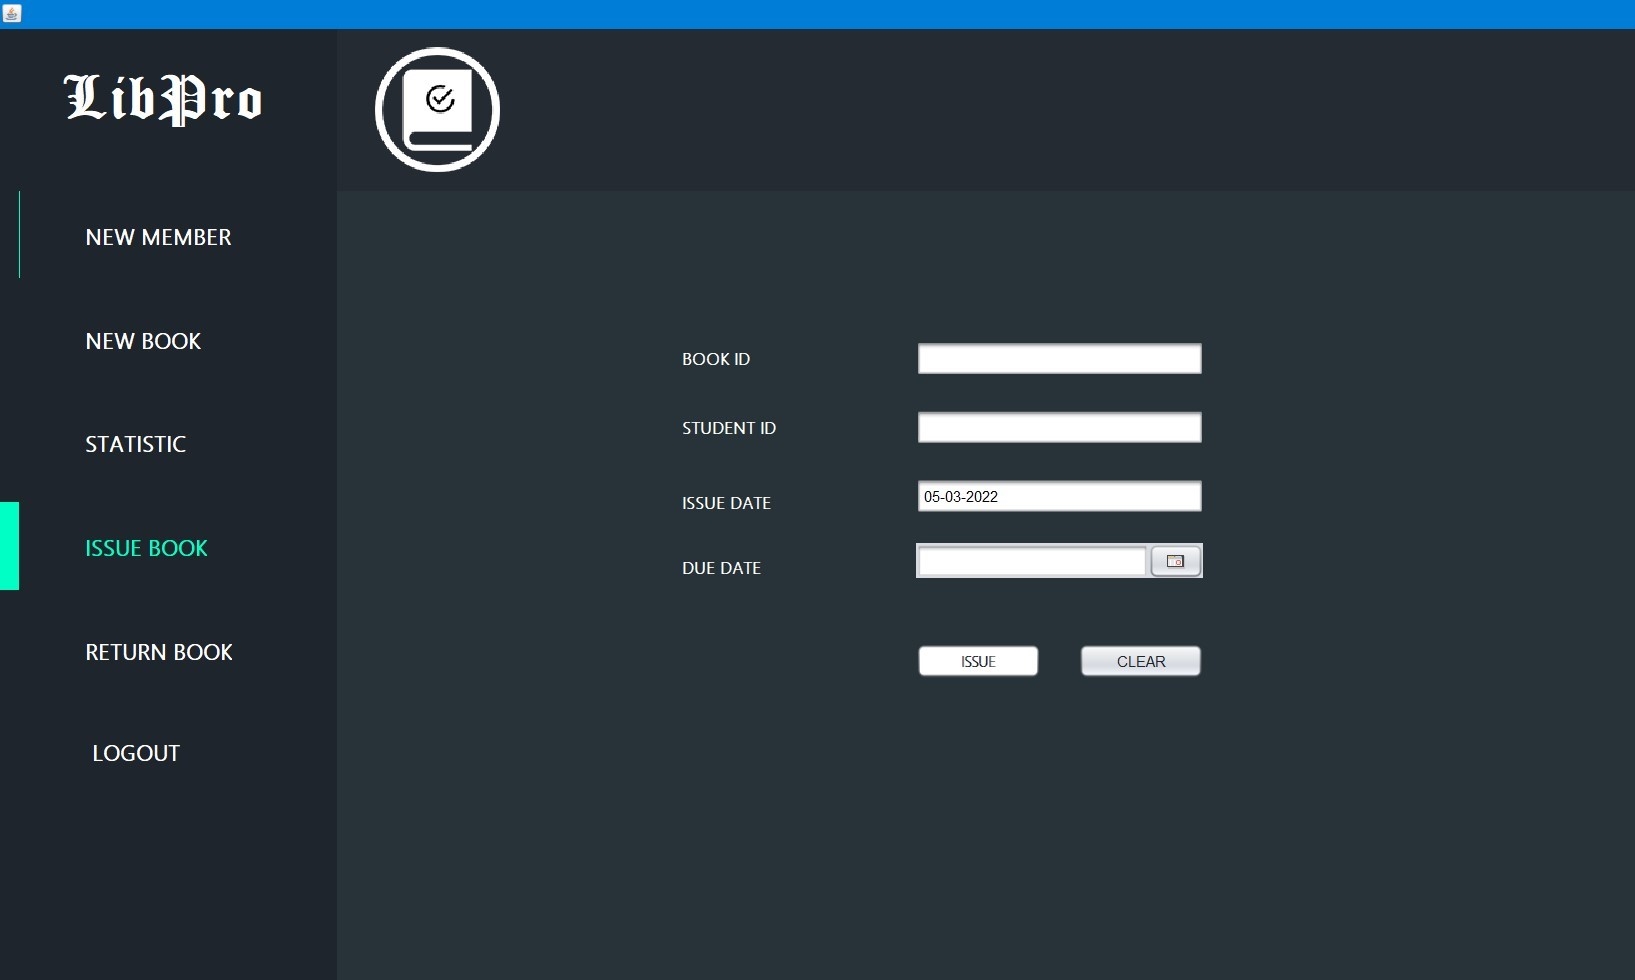 LibPro
NEW MEMBER
NEW BOOK
STATISTIC
ISSUE BOOK
RETURN BOOK
LOGOUT
BOOK ID
STUDENT ID
ISSUE DATE
05-03-2022
DUE DATE
ISSUE
CLEAR